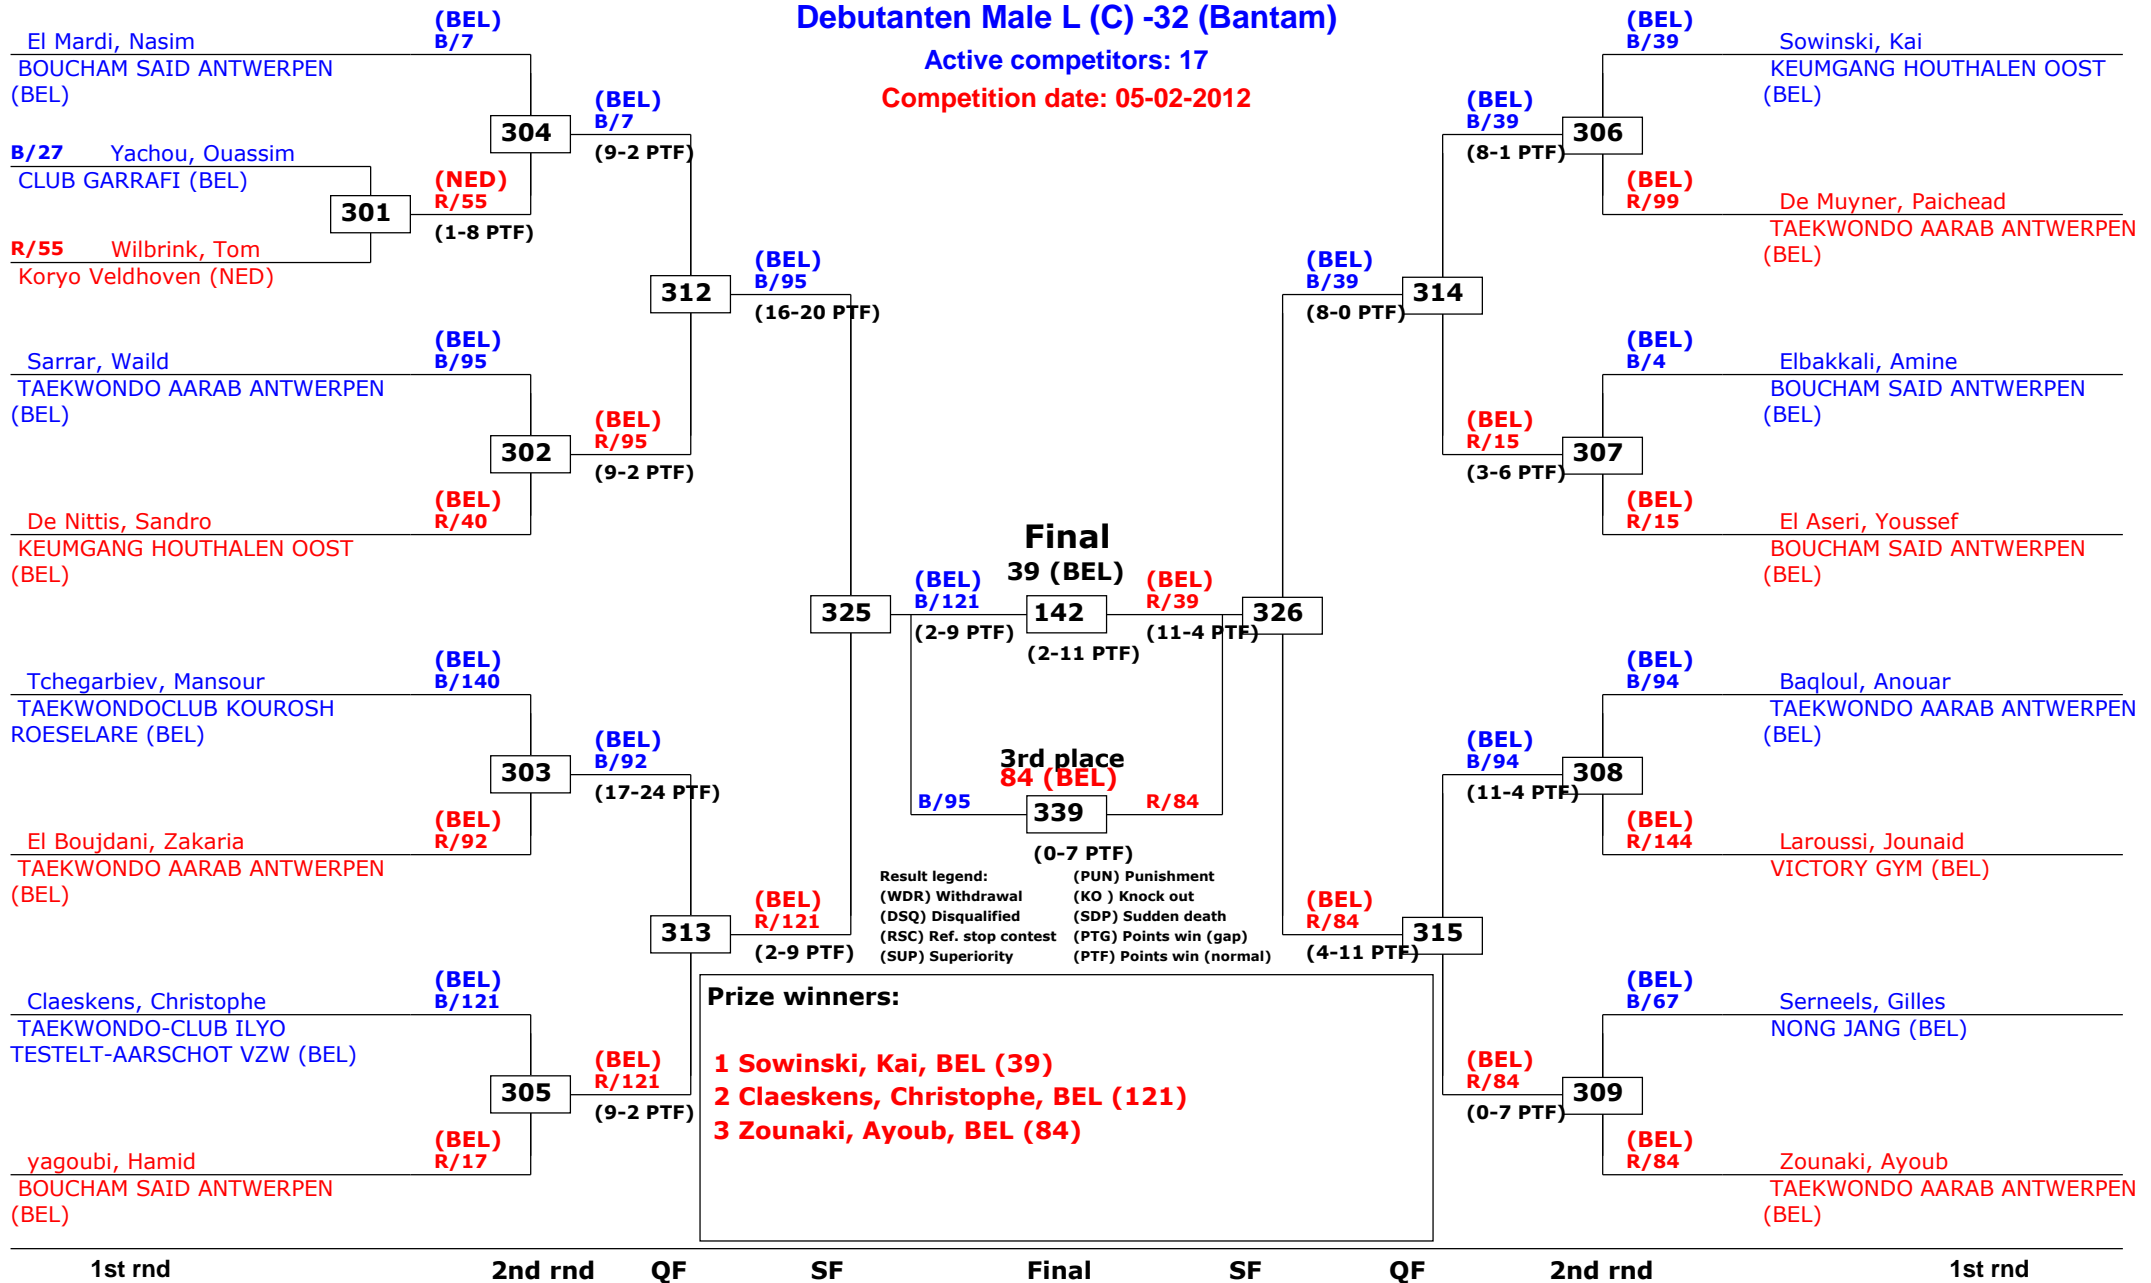 Debutanten Male L (C) -32 (Bantam)
Active competitors: 17
Competition date: 05-02-2012
El Mardi, Nasim
(BEL)
B/7
BOUCHAM SAID ANTWERPEN
(BEL)
B/27 Yachou, Ouassim
CLUB GARRAFI (BEL)
301
R/55 Wilbrink, Tom
Koryo Veldhoven (NED)
(NED)
R/55
(1-8 PTF)
304
(BEL)
B/7
(9-2 PTF)
Sarrar, Waild
(BEL)
B/95
TAEKWONDO AARAB ANTWERPEN
(BEL)
302
(BEL)
R/95
(9-2 PTF)
De Nittis, Sandro
(BEL)
R/40
KEUMGANG HOUTHALEN OOST
(BEL)
312
(BEL)
B/95
(16-20 PTF)
Tchegarbiev, Mansour
(BEL)
B/140
TAEKWONDOCLUB KOUROSH
ROESELARE (BEL)
303
(BEL)
B/92
(17-24 PTF)
El Boujdani, Zakaria
(BEL)
R/92
TAEKWONDO AARAB ANTWERPEN
(BEL)
313
(BEL)
R/121
(2-9 PTF)
Claeskens, Christophe
(BEL)
B/121
TAEKWONDO-CLUB ILYO
TESTELT-AARSCHOT VZW (BEL)
305
(BEL)
R/121
(9-2 PTF)
yagoubi, Hamid
(BEL)
R/17
BOUCHAM SAID ANTWERPEN
(BEL)
325
(BEL)
B/121
(2-9 PTF)
Final
39 (BEL)
142
(2-11 PTF)
(BEL)
R/39
(11-4 PTF)
326
3rd place
84 (BEL)
B/95
339
R/84
(0-7 PTF)
Result legend:
(WDR) Withdrawal
(DSQ) Disqualified
(RSC) Ref. stop contest
(SUP) Superiority
(PUN) Punishment
(KO ) Knock out
(SDP) Sudden death
(PTG) Points win (gap)
(PTF) Points win (normal)
Prize winners:
1 Sowinski, Kai, BEL (39)
2 Claeskens, Christophe, BEL (121)
3 Zounaki, Ayoub, BEL (84)
(BEL)
B/39
Sowinski, Kai
KEUMGANG HOUTHALEN OOST
(BEL)
(BEL)
B/39
(8-1 PTF)
306
(BEL)
R/99
De Muyner, Paichead
TAEKWONDO AARAB ANTWERPEN
(BEL)
(BEL)
B/39
(8-0 PTF)
314
(BEL)
B/4
Elbakkali, Amine
BOUCHAM SAID ANTWERPEN
(BEL)
(BEL)
R/15
(3-6 PTF)
307
(BEL)
R/15
El Aseri, Youssef
BOUCHAM SAID ANTWERPEN
(BEL)
(BEL)
B/94
Baqloul, Anouar
TAEKWONDO AARAB ANTWERPEN
(BEL)
(BEL)
B/94
(11-4 PTF)
308
(BEL)
R/144
Laroussi, Jounaid
VICTORY GYM (BEL)
(BEL)
R/84
(4-11 PTF)
315
(BEL)
B/67
Serneels, Gilles
NONG JANG (BEL)
(BEL)
R/84
(0-7 PTF)
309
(BEL)
R/84
Zounaki, Ayoub
TAEKWONDO AARAB ANTWERPEN
(BEL)
1st rnd 2nd rnd QF SF Final SF QF 2nd rnd 1st rnd